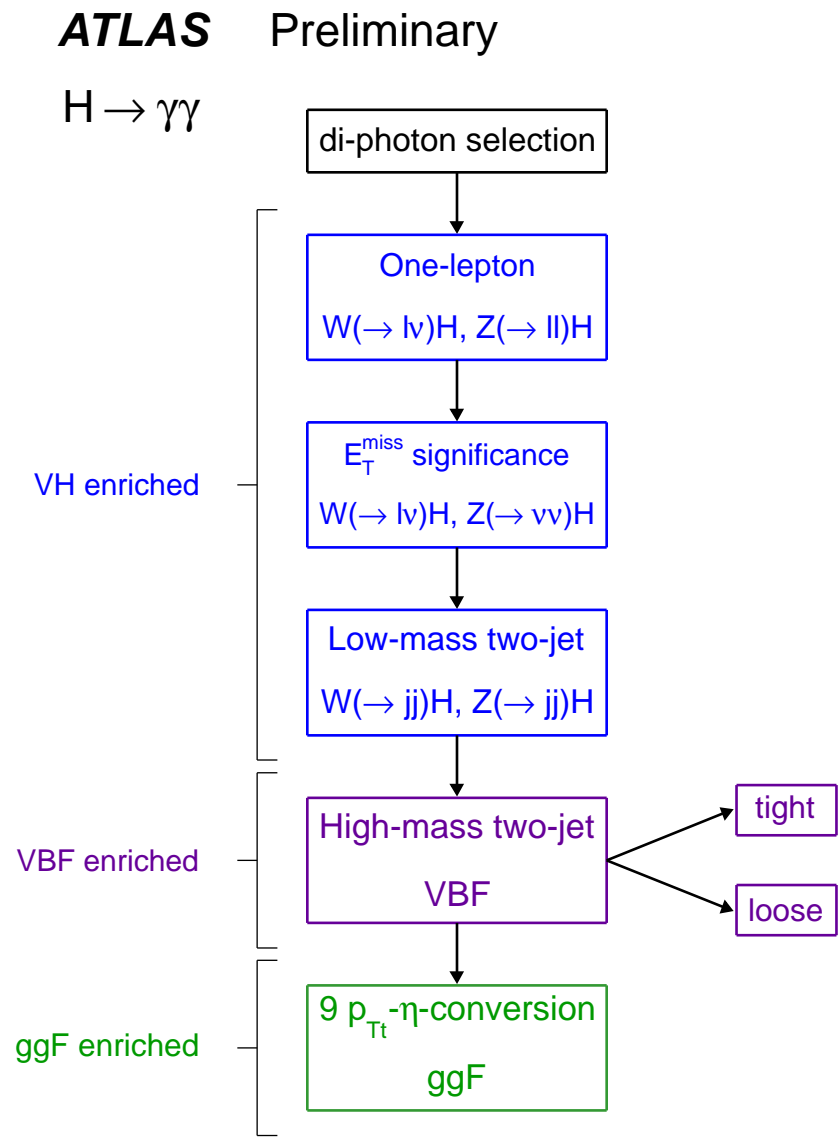 ATLAS Preliminary
H → γγ
di-photon selection
One-lepton
W(→ lν)H, Z(→ ll)H
E_T^miss significance
W(→ lν)H, Z(→ νν)H
VH enriched
Low-mass two-jet
W(→ jj)H, Z(→ jj)H
High-mass two-jet
VBF
VBF enriched
tight
loose
9 p_Tt-η-conversion
ggF
ggF enriched